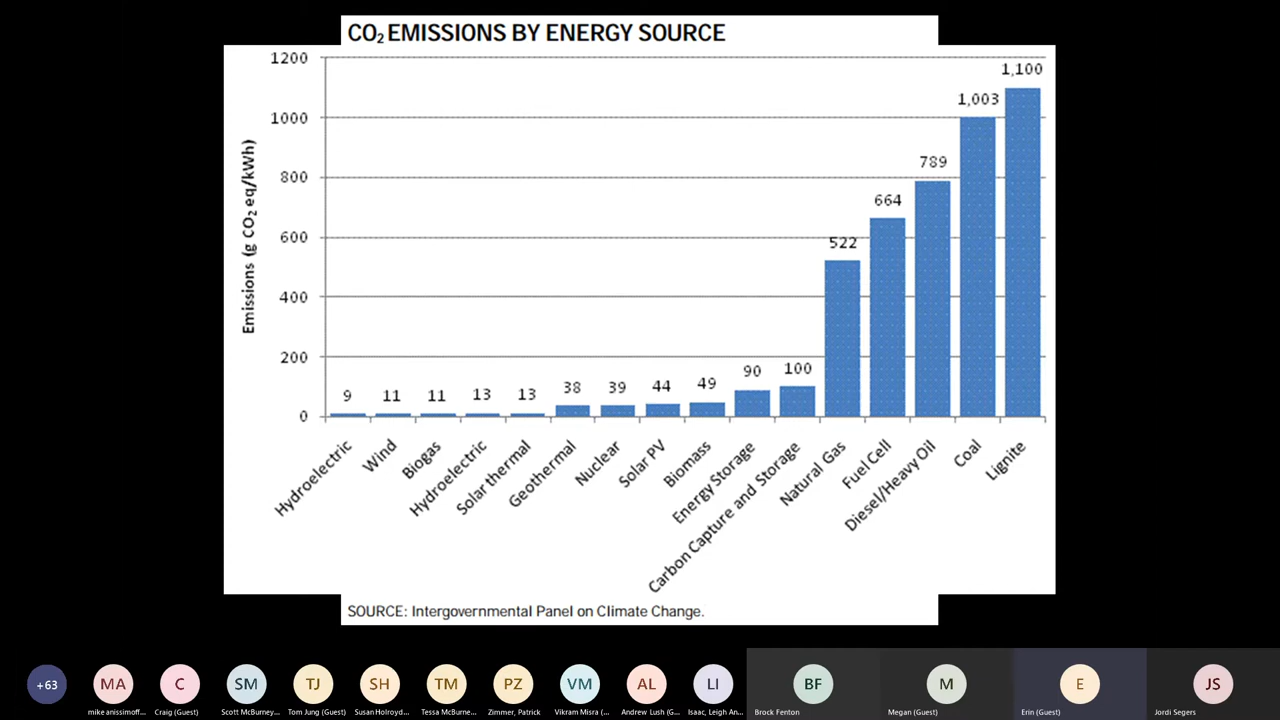 CO₂ EMISSIONS BY ENERGY SOURCE
Emissions (g CO₂ eq/kWh)
1200
1000
800
600
400
200
0
9
11
11
13
13
38
39
44
49
90
100
522
664
789
1,003
1,100
Hydroelectric
Wind
Biogas
Hydroelectric
Solar thermal
Geothermal
Nuclear
Solar PV
Biomass
Energy Storage
Carbon Capture and Storage
Natural Gas
Fuel Cell
Diesel/Heavy Oil
Coal
Lignite
SOURCE: Intergovernmental Panel on Climate Change.
+63
MA
C
SM
TJ
SH
TM
PZ
VM
AL
LI
BF
M
E
JS
mike anissimoff...
Craig (Guest)
Scott McBurney...
Tom Jung (Guest)
Susan Holroyd...
Tessa McBurne...
Zimmer, Patrick
Vikram Misra (...
Andrew Lush (G...
Isaac, Leigh An...
Brock Fenton
Megan (Guest)
Erin (Guest)
Jordi Segers